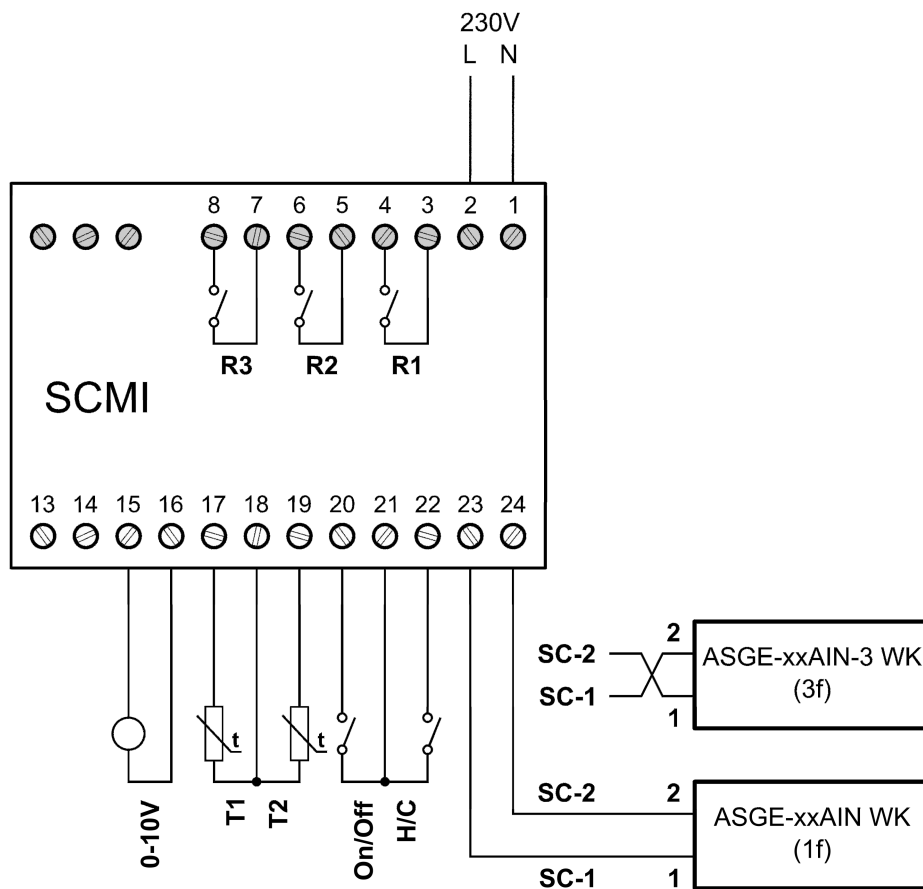 230V
L N
8 7 6 5 4 3 2 1
R3 R2 R1
SCMI
13 14 15 16 17 18 19 20 21 22 23 24
SC-2 2
ASGE-xxAIN-3 WK
(3f)
SC-1 1
t t
0-10V
T1
T2
On/Off
H/C
SC-2 2
ASGE-xxAIN WK
(1f)
SC-1 1